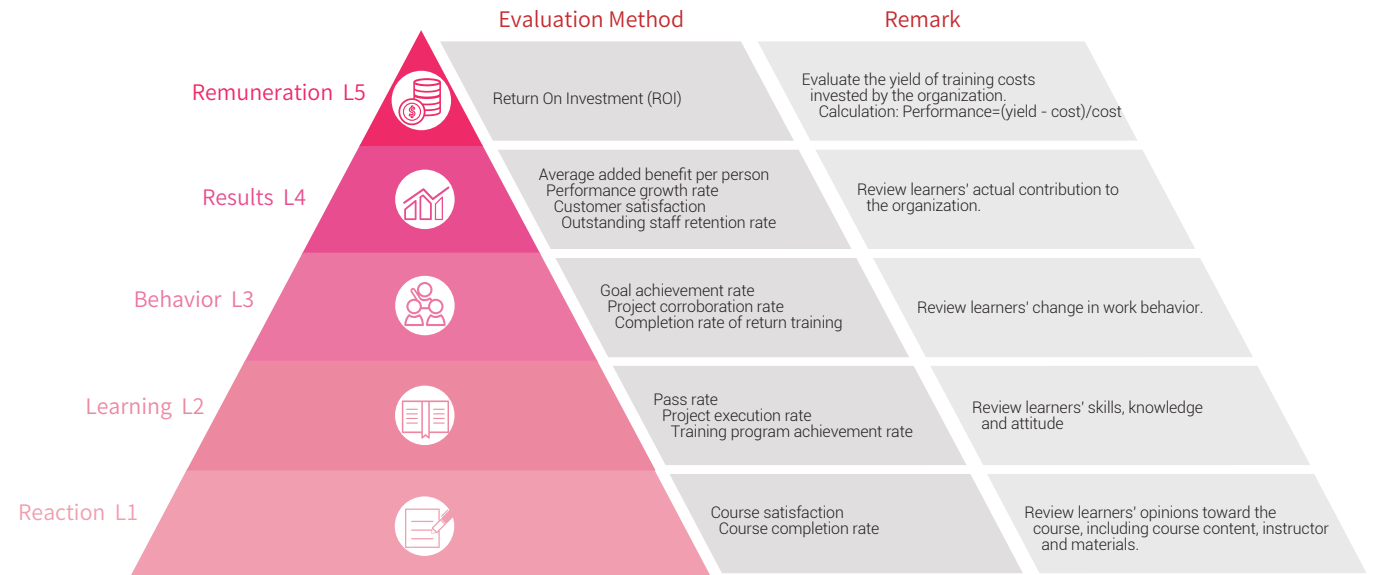 Evaluation Method
Remark
Remuneration L5
Return On Investment (ROI)
Evaluate the yield of training costs
invested by the organization.
Calculation: Performance=(yield - cost)/cost
Results L4
Average added benefit per person
Performance growth rate
Customer satisfaction
Outstanding staff retention rate
Review learners' actual contribution to
the organization.
Behavior L3
Goal achievement rate
Project corroboration rate
Completion rate of return training
Review learners' change in work behavior.
Learning L2
Pass rate
Project execution rate
Training program achievement rate
Review learners' skills, knowledge
and attitude
Reaction L1
Course satisfaction
Course completion rate
Review learners' opinions toward the
course, including course content, instructor
and materials.